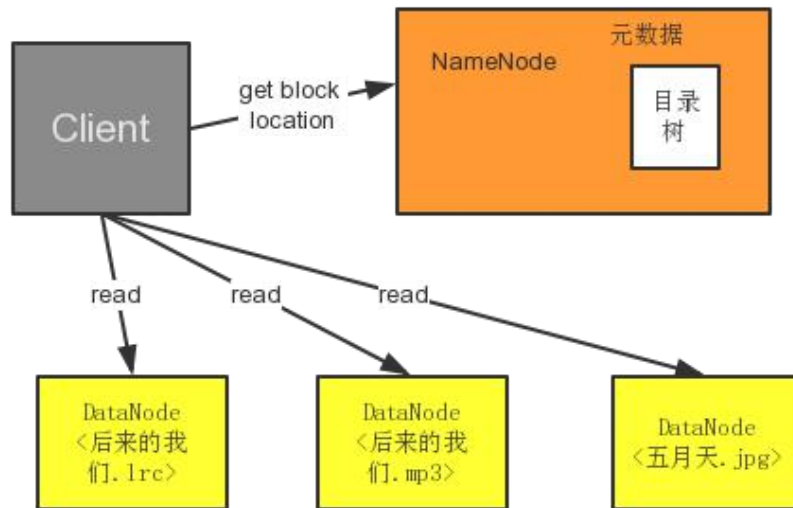 元数据
NameNode
目录
树
Client
get block
location
read
read
read
DataNode
<后来的我
们.lrc>
DataNode
<后来的我
们.mp3>
DataNode
<五月天.jpg>